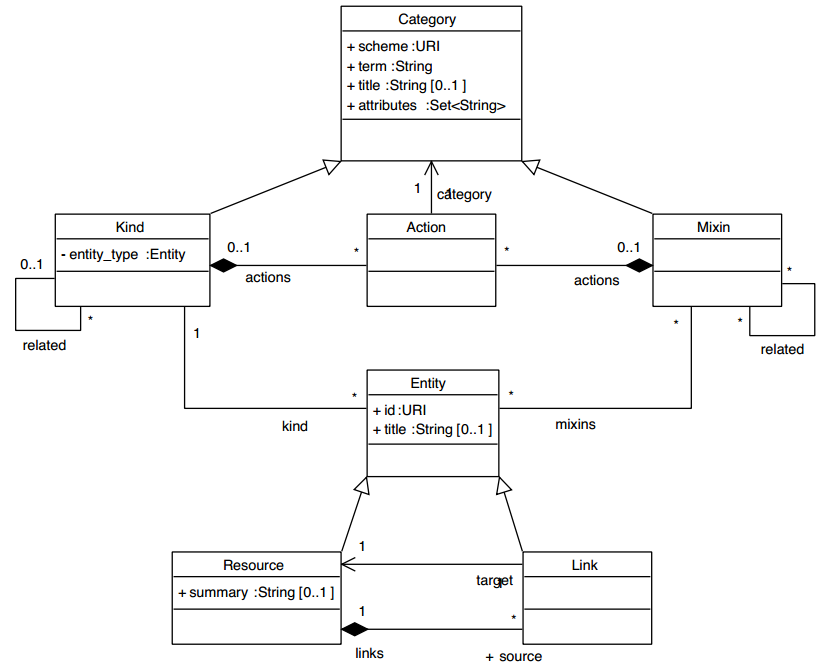 Category
+ scheme :URI
+ term :String
+ title :String [0..1 ]
+ attributes :Set<String>
1
category
Kind
- entity_type :Entity
Action
Mixin
0..1
0..1
*
actions
*
0..1
actions
*
*
related
1
*
*
related
Entity
+ id :URI
+ title :String [0..1 ]
*
kind
*
mixins
Resource
+ summary :String [0..1 ]
Link
1
target
1
*
links
+ source